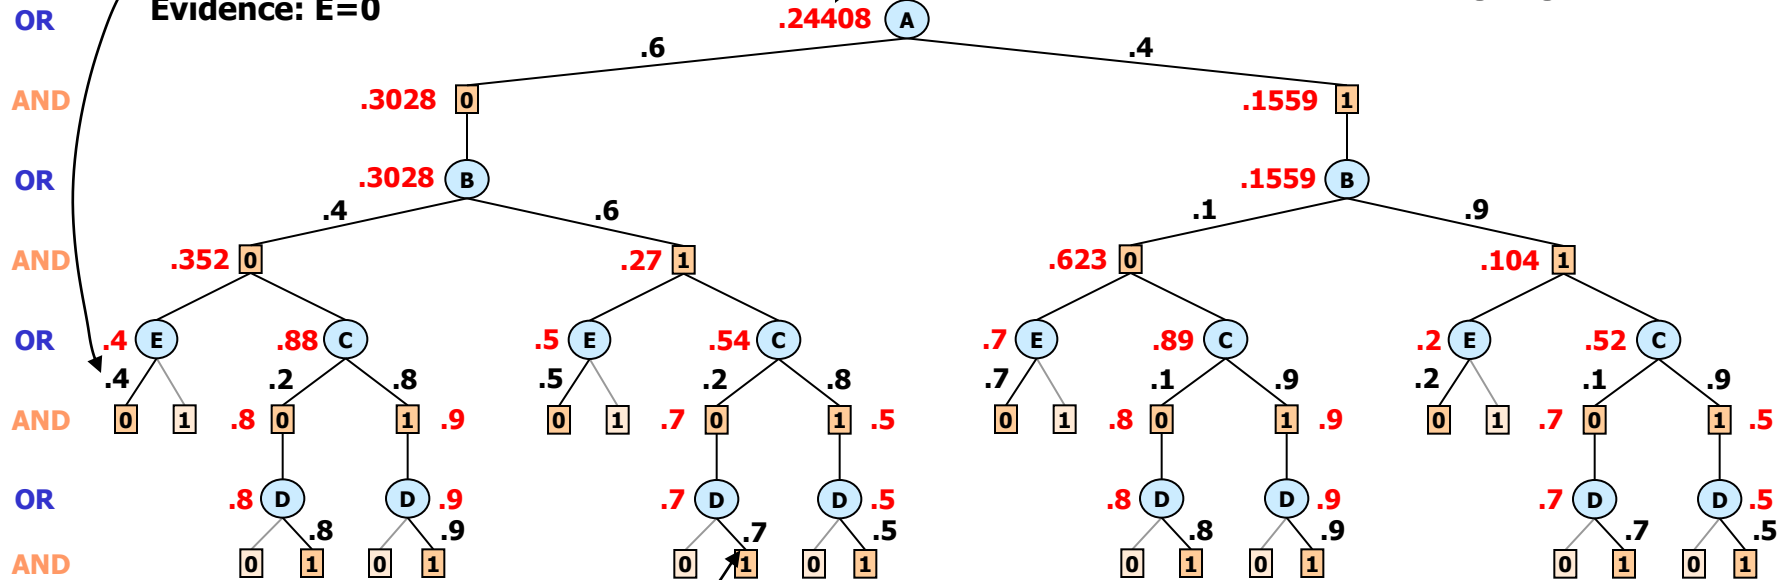 Evidence: E=0
OR .24408 A
.6 .4
AND .3028 0 .1559 1
OR .3028 B .1559 B
.4 .6 .1 .9
AND .352 0 .27 1 .623 0 .104 1
OR .4 E .88 C .5 E .54 C .7 E .89 C .2 E .52 C
.4 .2 .8 .5 .2 .8 .7 .1 .9 .2 .1 .9
AND 0 1 .8 0 1 .9 0 1 .7 0 1 .5 0 1 .8 0 1 .9 0 1 .7 0 1 .5
OR .8 D D .9 .7 D D .5 .8 D D .9 .7 D D .5
.8 .9 .7 .5 .8 .9 .7 .5
AND 0 1 0 1 0 1 0 1 0 1 0 1 0 1 0 1